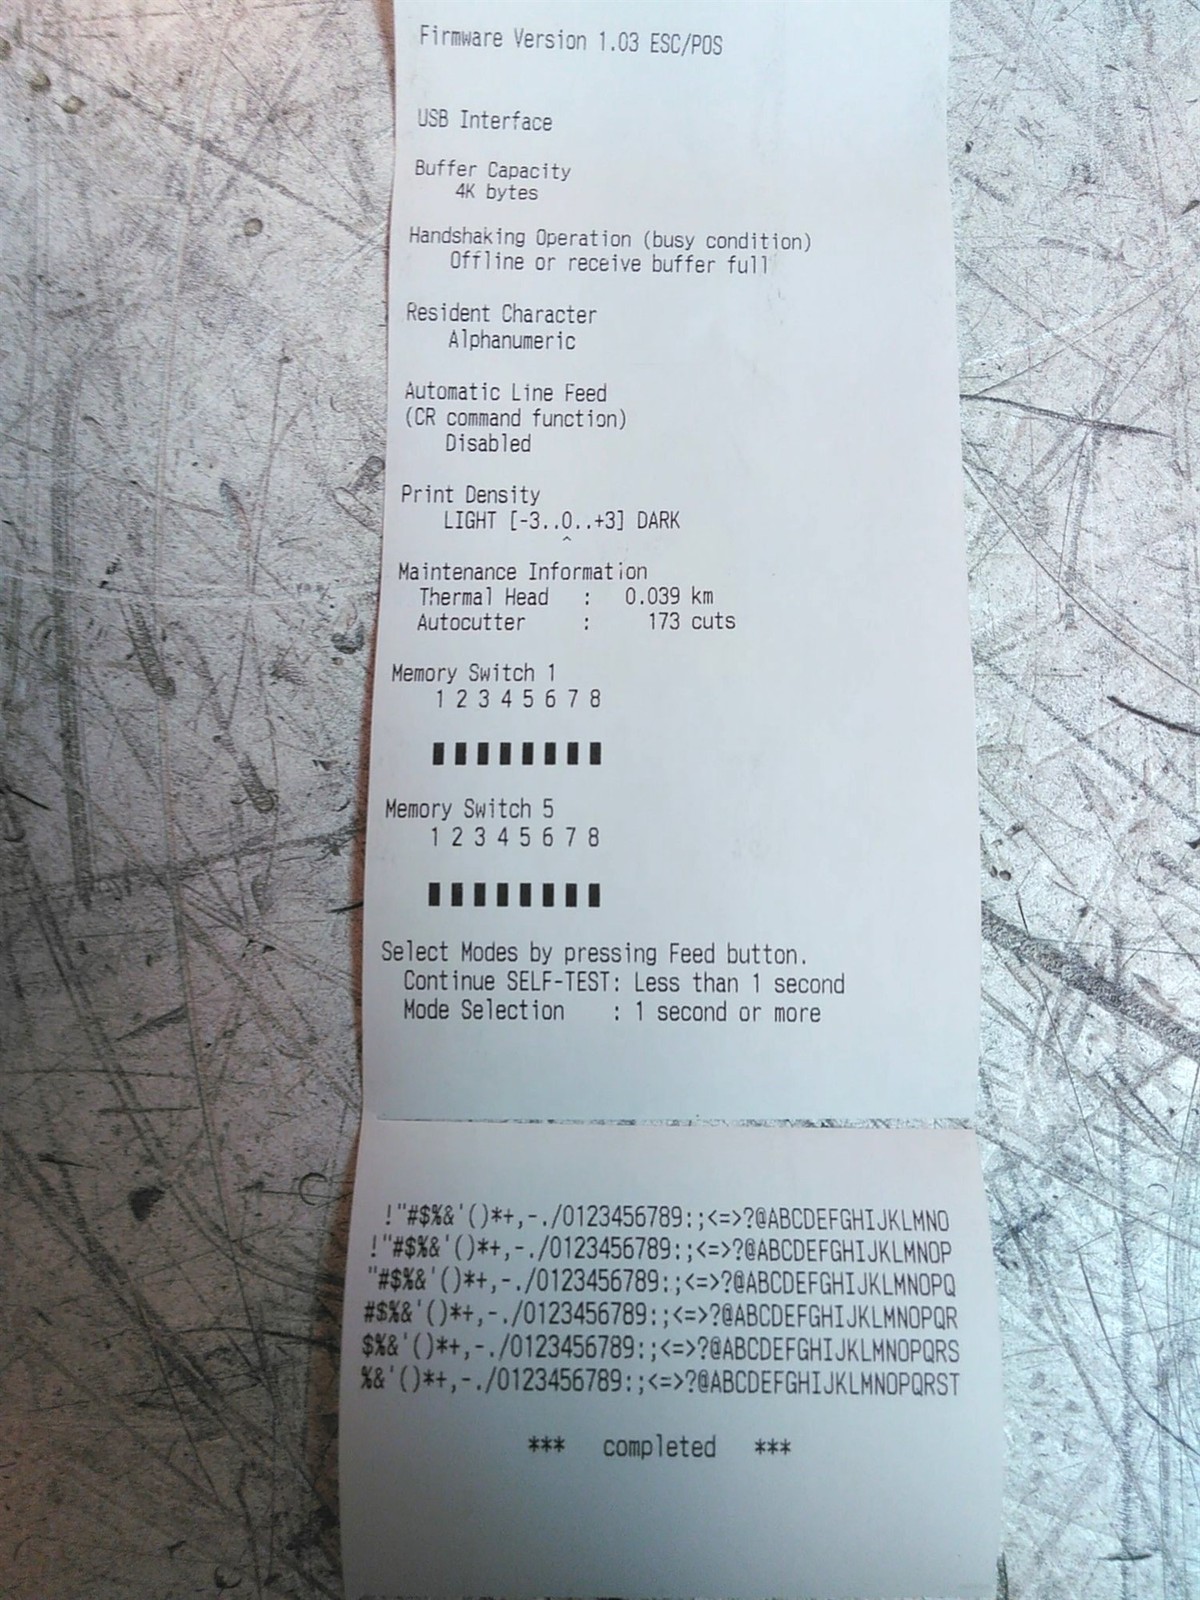 Firmware Version 1.03 ESC/POS
USB Interface
Buffer Capacity
4K bytes
Handshaking Operation (busy condition)
Offline or receive buffer full
Resident Character
Alphanumeric
Automatic Line Feed
(CR command function)
Disabled
Print Density
LIGHT [-3..0..+3] DARK
^
Maintenance Information
Thermal Head : 0.039 km
Autocutter : 173 cuts
Memory Switch 1
1 2 3 4 5 6 7 8
Memory Switch 5
1 2 3 4 5 6 7 8
Select Modes by pressing Feed button.
Continue SELF-TEST: Less than 1 second
Mode Selection : 1 second or more
!"#$%&'()*+,-./0123456789:;<=>?@ABCDEFGHIJKLMNO
!"#$%&'()*+,-./0123456789:;<=>?@ABCDEFGHIJKLMNOP
"#$%&'()*+,-./0123456789:;<=>?@ABCDEFGHIJKLMNOPQ
#$%&'()*+,-./0123456789:;<=>?@ABCDEFGHIJKLMNOPQR
$%&'()*+,-./0123456789:;<=>?@ABCDEFGHIJKLMNOPQRS
%&'()*+,-./0123456789:;<=>?@ABCDEFGHIJKLMNOPQRST
*** completed ***